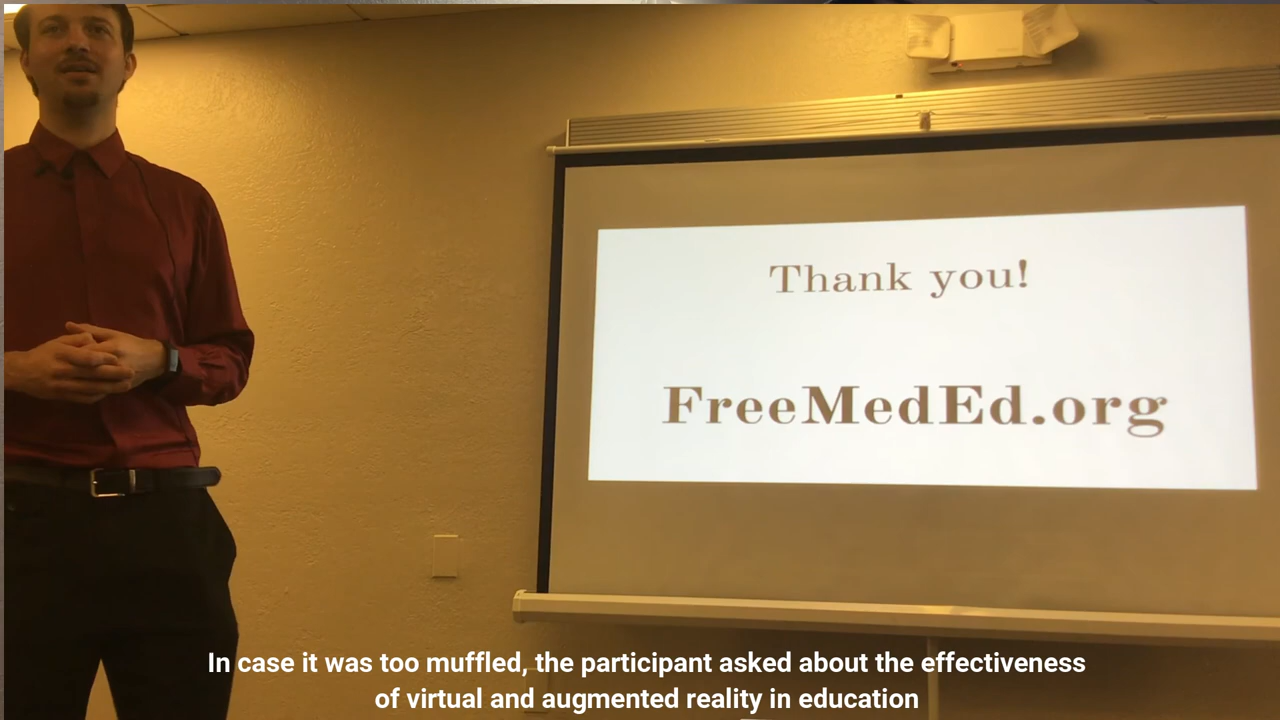 Thank you!
FreeMedEd.org
In case it was too muffled, the participant asked about the effectiveness
of virtual and augmented reality in education